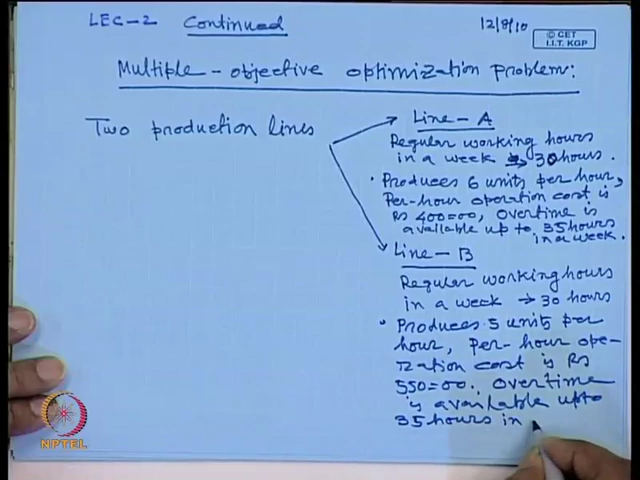 LEC-2 Continued
12/8/10
© CET
I.I.T. KGP
Multiple-objective optimization problem:
Two production lines
Line-A
Regular working hours
in a week → 30 hours.
• Produces 6 units per hour,
Per-hour operation cost is
Rs 400=00, Overtime is
available up to 35 hours
in a week.
Line-B
Regular working hours
in a week → 30 hours
• Produces 5 units per
hour, Per-hour ope-
ration cost is Rs
550=00. Overtime
is available upto
35 hours in
NPTEL